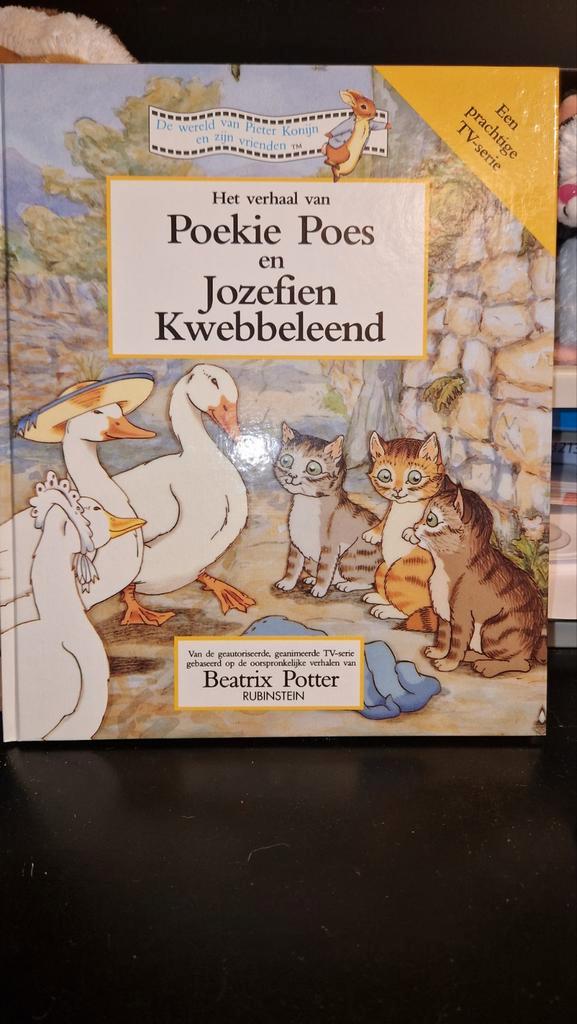 De wereld van Pieter Konijn
en zijn vrienden TM
Een
prachtige
TV-serie
Het verhaal van
Poekie Poes
en
Jozefien
Kwebbeleend
Van de geautoriseerde, geanimeerde TV-serie
gebaseerd op de oorspronkelijke verhalen van
Beatrix Potter
RUBINSTEIN